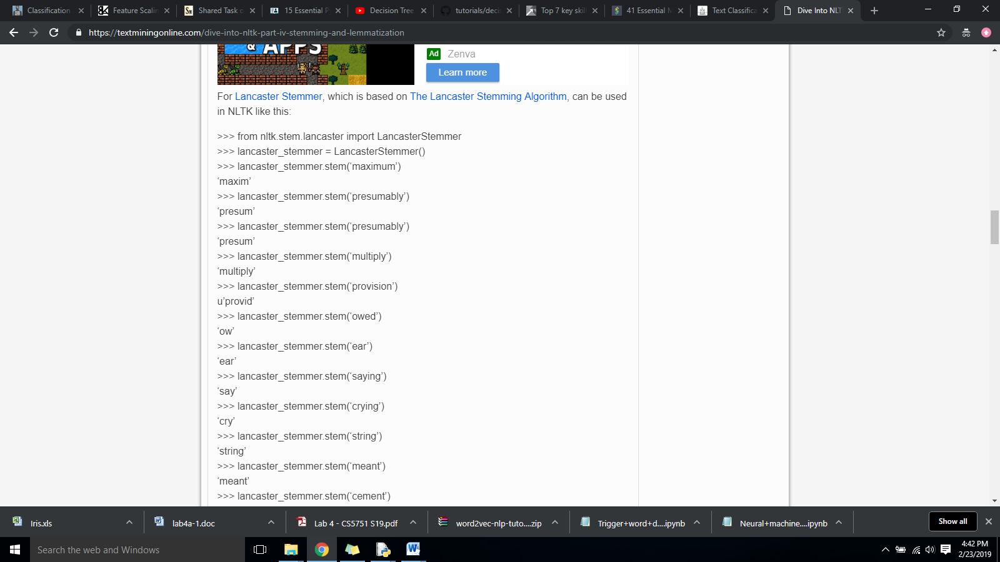 Classification
Feature Scalin
Shared Task o
15 Essential P
Decision Tree
tutorials/decis
Top 7 key skil
41 Essential M
Text Classifica
Dive Into NLT
https://textminingonline.com/dive-into-nltk-part-iv-stemming-and-lemmatization
& APPS
Ad Zenva
Learn more
For Lancaster Stemmer, which is based on The Lancaster Stemming Algorithm, can be used
in NLTK like this:
>>> from nltk.stem.lancaster import LancasterStemmer
>>> lancaster_stemmer = LancasterStemmer()
>>> lancaster_stemmer.stem(‘maximum’)
‘maxim’
>>> lancaster_stemmer.stem(‘presumably’)
‘presum’
>>> lancaster_stemmer.stem(‘presumably’)
‘presum’
>>> lancaster_stemmer.stem(‘multiply’)
‘multiply’
>>> lancaster_stemmer.stem(‘provision’)
u’provid’
>>> lancaster_stemmer.stem(‘owed’)
‘ow’
>>> lancaster_stemmer.stem(‘ear’)
‘ear’
>>> lancaster_stemmer.stem(‘saying’)
‘say’
>>> lancaster_stemmer.stem(‘crying’)
‘cry’
>>> lancaster_stemmer.stem(‘string’)
‘string’
>>> lancaster_stemmer.stem(‘meant’)
‘meant’
>>> lancaster_stemmer.stem(‘cement’)
Iris.xls
lab4a-1.doc
Lab 4 - CS5751 S19.pdf
word2vec-nlp-tuto....zip
Trigger+word+d....ipynb
Neural+machine....ipynb
Show all
Search the web and Windows
4:42 PM
2/23/2019